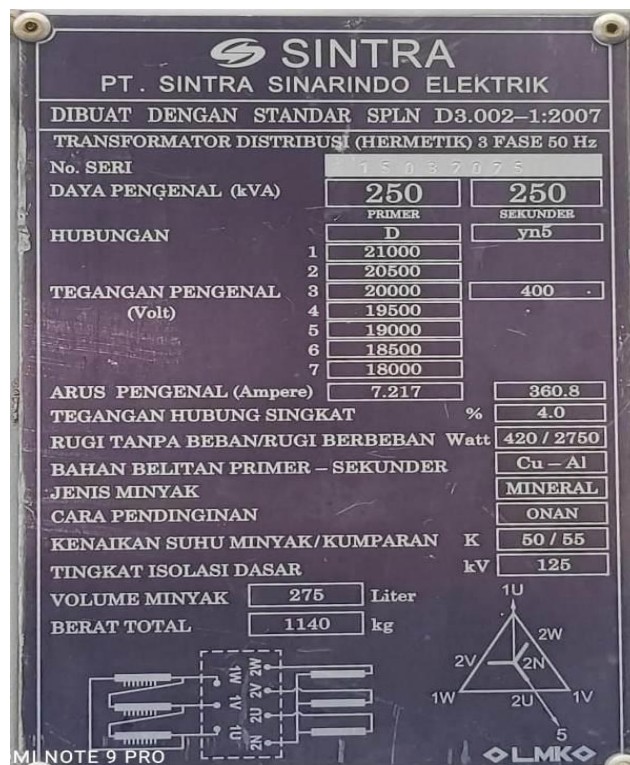 SINTRA
PT. SINTRA SINARINDO ELEKTRIK
DIBUAT DENGAN STANDAR SPLN D3.002-1:2007
TRANSFORMATOR DISTRIBUSI (HERMETIK) 3 FASE 50 Hz
No. SERI
DAYA PENGENAL (kVA) 250 250
PRIMER SEKUNDER
HUBUNGAN D yn5
1 21000
2 20500
TEGANGAN PENGENAL 3 20000 400
(Volt) 4 19500
5 19000
6 18500
7 18000
ARUS PENGENAL (Ampere) 7.217 360.8
TEGANGAN HUBUNG SINGKAT % 4.0
RUGI TANPA BEBAN/RUGI BERBEBAN Watt 420 / 2750
BAHAN BELITAN PRIMER – SEKUNDER Cu – Al
JENIS MINYAK MINERAL
CARA PENDINGINAN ONAN
KENAIKAN SUHU MINYAK/KUMPARAN K 50 / 55
TINGKAT ISOLASI DASAR kV 125
VOLUME MINYAK 275 Liter
BERAT TOTAL 1140 kg
1W 1V 1U
2W 2V 2U 2N
1U
2V 2W
2N
1W 2U 1V
5
LMK
MI NOTE 9 PRO